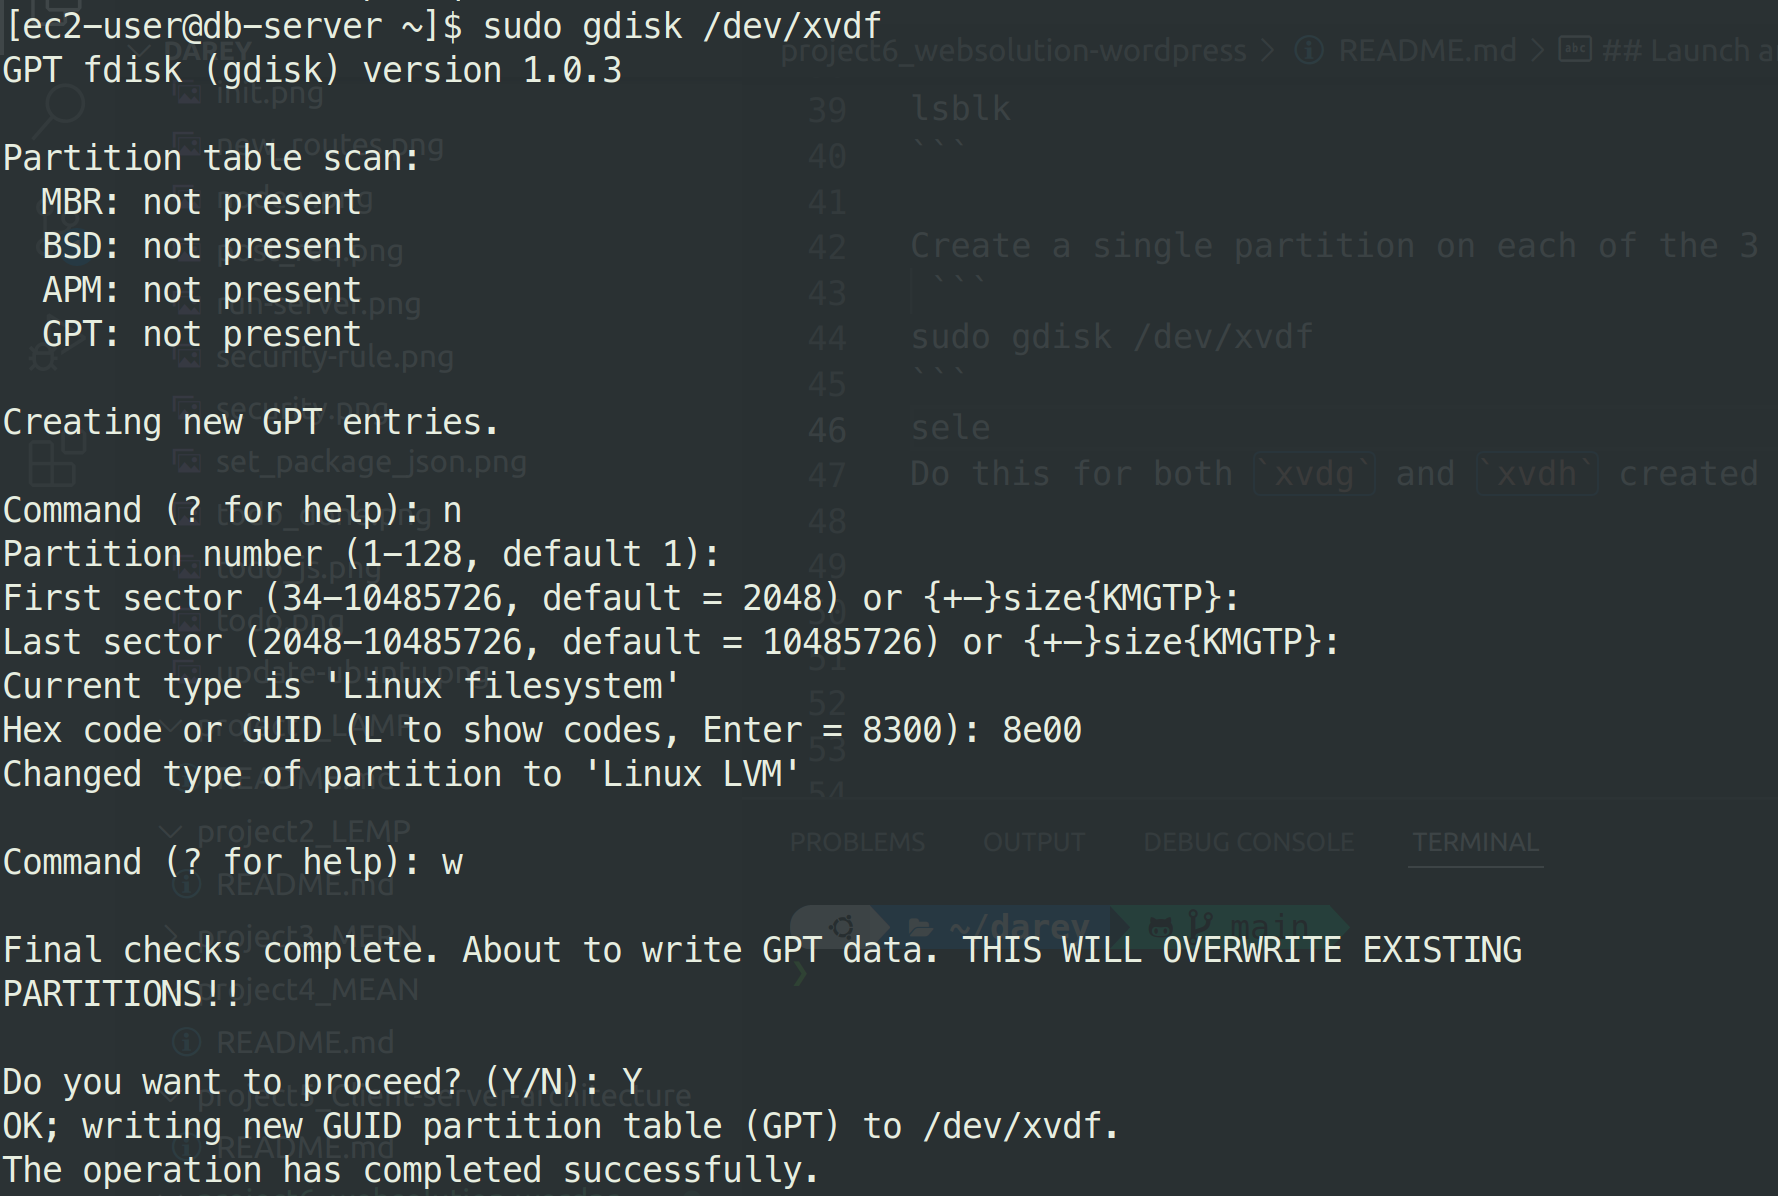 [ec2-user@db-server ~]$ sudo gdisk /dev/xvdf
GPT fdisk (gdisk) version 1.0.3
Partition table scan:
MBR: not present
BSD: not present
APM: not present
GPT: not present
Creating new GPT entries.
Command (? for help): n
Partition number (1-128, default 1):
First sector (34-10485726, default = 2048) or {+-}size{KMGTP}:
Last sector (2048-10485726, default = 10485726) or {+-}size{KMGTP}:
Current type is 'Linux filesystem'
Hex code or GUID (L to show codes, Enter = 8300): 8e00
Changed type of partition to 'Linux LVM'
Command (? for help): w
Final checks complete. About to write GPT data. THIS WILL OVERWRITE EXISTING
PARTITIONS!!
Do you want to proceed? (Y/N): Y
OK; writing new GUID partition table (GPT) to /dev/xvdf.
The operation has completed successfully.
DAREY
init.png
new_routes.png
security-rule.png
security.png
set_package_json.png
todo_js.png
todo.png
update-ubuntu.png
README.md
project2_LEMP
README.md
project3_MERN
project4_MEAN
README.md
project5_Client-server-architecture
README.md
project6_websolution-wordpress > README.md > ## Launch a
39 lsblk
40 ```
41
42 Create a single partition on each of the 3
43 ```
44 sudo gdisk /dev/xvdf
45 ```
46 sele
47 Do this for both `xvdg` and `xvdh` created
48
49
50
51
52
53
54
PROBLEMS OUTPUT DEBUG CONSOLE TERMINAL
~/darey main
❯